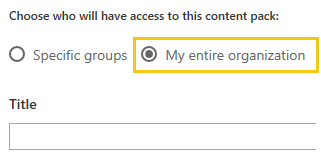 Choose who will have access to this content pack:
Specific groups My entire organization
Title